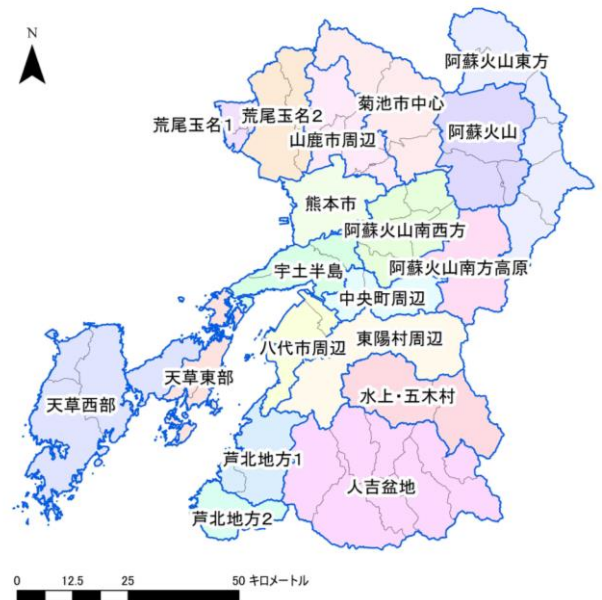 N
阿蘇火山東方
荒尾玉名1
荒尾玉名2
菊池市中心
山鹿市周辺
阿蘇火山
熊本市
阿蘇火山南西方
宇土半島
阿蘇火山南方高原
中央町周辺
八代市周辺
東陽村周辺
天草東部
天草西部
水上・五木村
芦北地方1
人吉盆地
芦北地方2
0 12.5 25 50 キロメートル